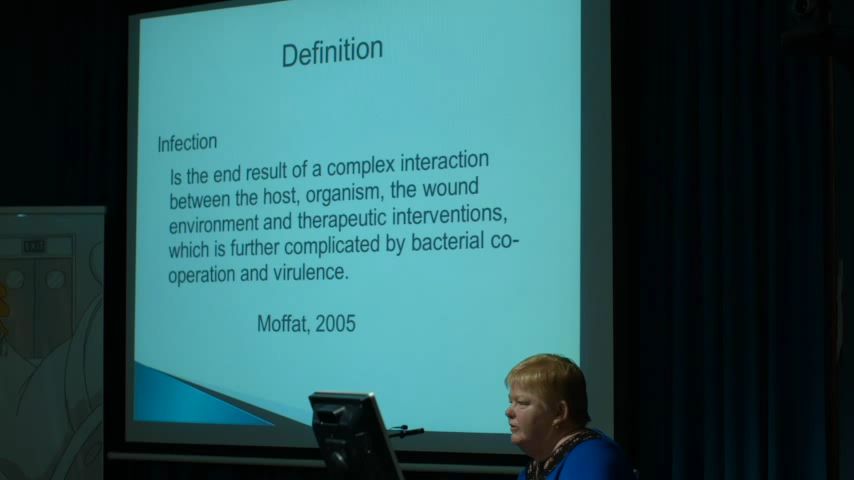 Definition
Infection
Is the end result of a complex interaction
between the host, organism, the wound
environment and therapeutic interventions,
which is further complicated by bacterial co-
operation and virulence.
Moffat, 2005